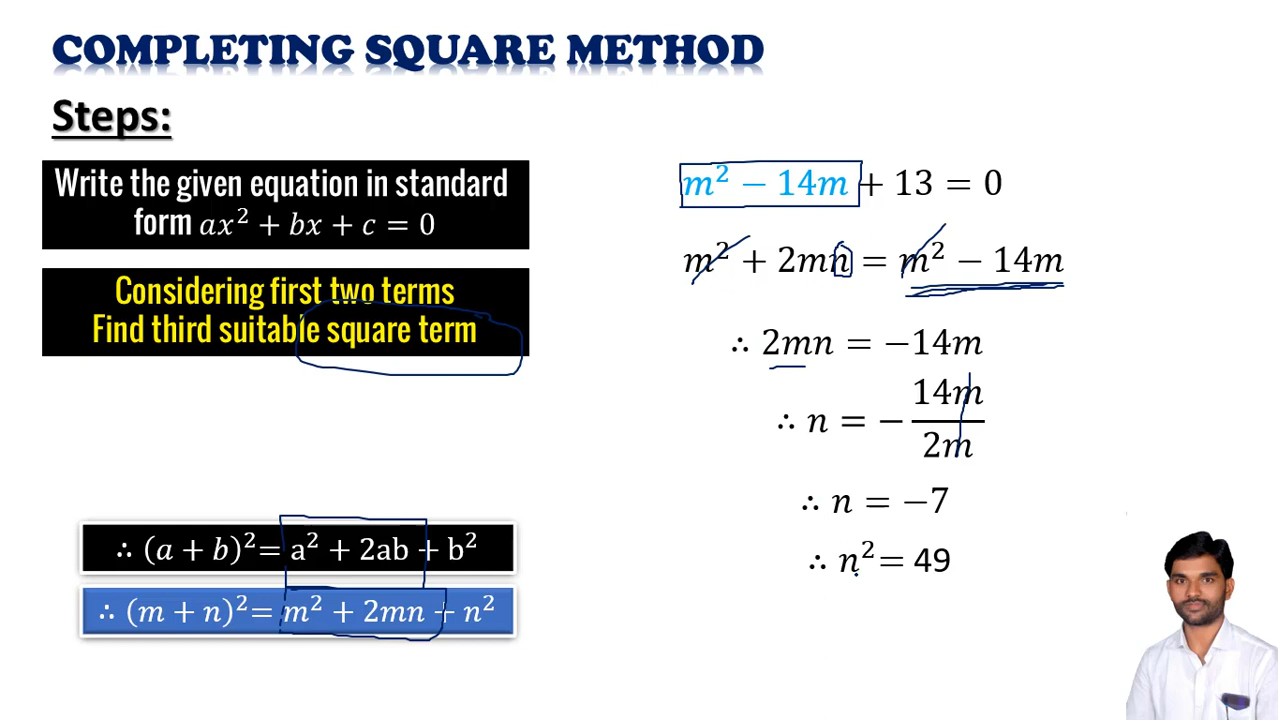 COMPLETING SQUARE METHOD
Steps:
Write the given equation in standard
form ax² + bx + c = 0
Considering first two terms
Find third suitable square term
∴ (a + b)²= a² + 2ab + b²
∴ (m + n)²= m² + 2mn + n²
m² − 14m + 13 = 0
m² + 2mn = m² − 14m
∴ 2mn = −14m
∴ n = − 14m/2m
∴ n = −7
∴ n² = 49